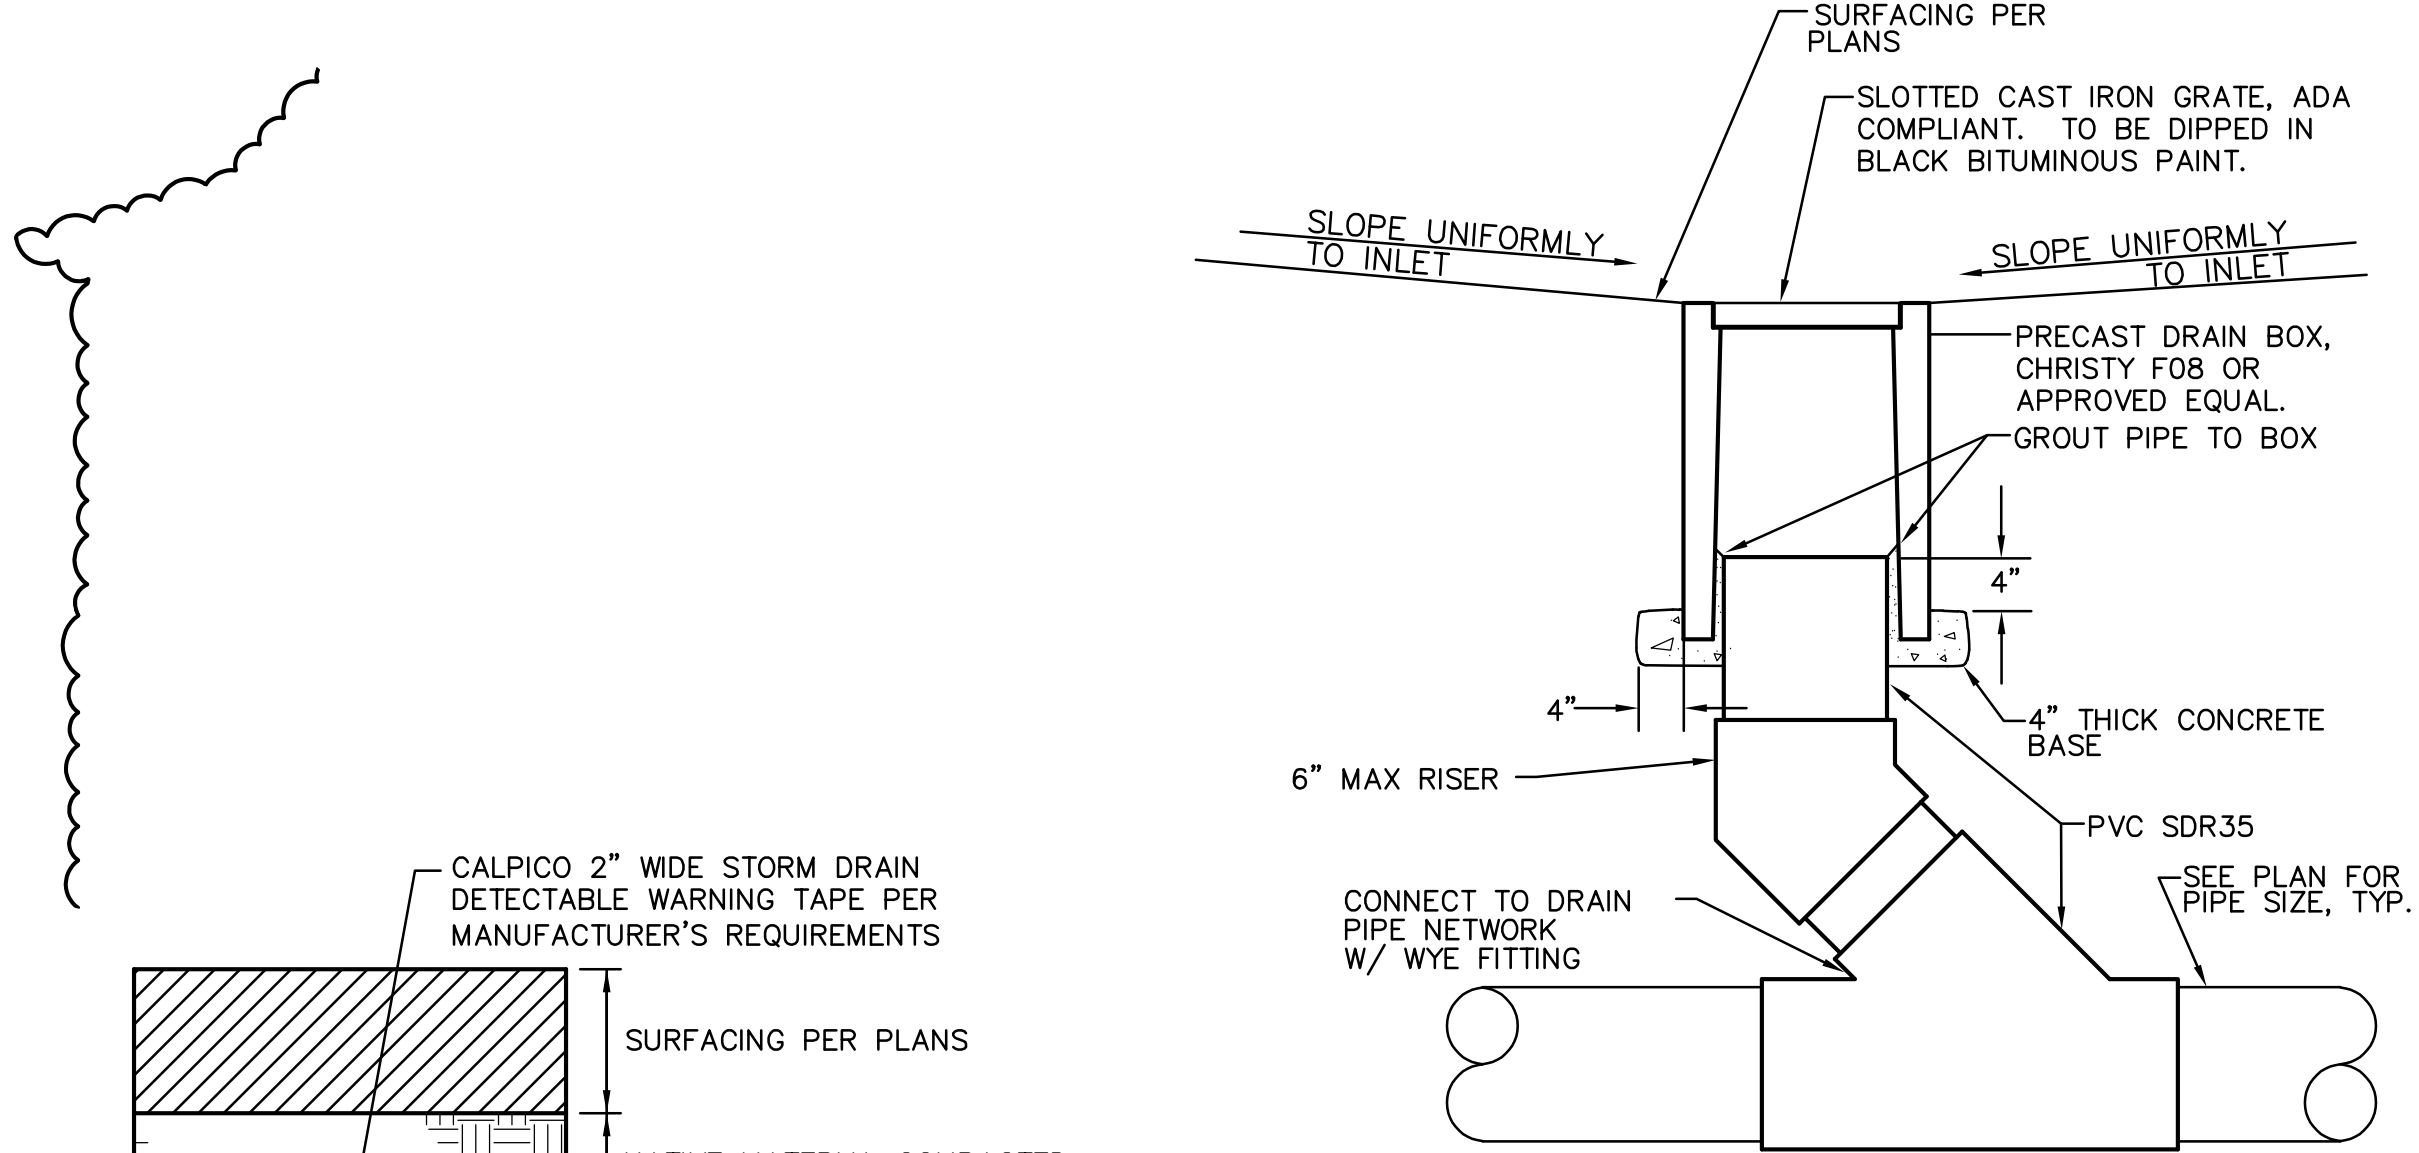 SURFACING PER
PLANS
SLOTTED CAST IRON GRATE, ADA
COMPLIANT. TO BE DIPPED IN
BLACK BITUMINOUS PAINT.
SLOPE UNIFORMLY
TO INLET
SLOPE UNIFORMLY
TO INLET
PRECAST DRAIN BOX,
CHRISTY F08 OR
APPROVED EQUAL.
GROUT PIPE TO BOX
4”
4”
4” THICK CONCRETE
BASE
6” MAX RISER
PVC SDR35
SEE PLAN FOR
PIPE SIZE, TYP.
CONNECT TO DRAIN
PIPE NETWORK
W/ WYE FITTING
CALPICO 2” WIDE STORM DRAIN
DETECTABLE WARNING TAPE PER
MANUFACTURER'S REQUIREMENTS
SURFACING PER PLANS